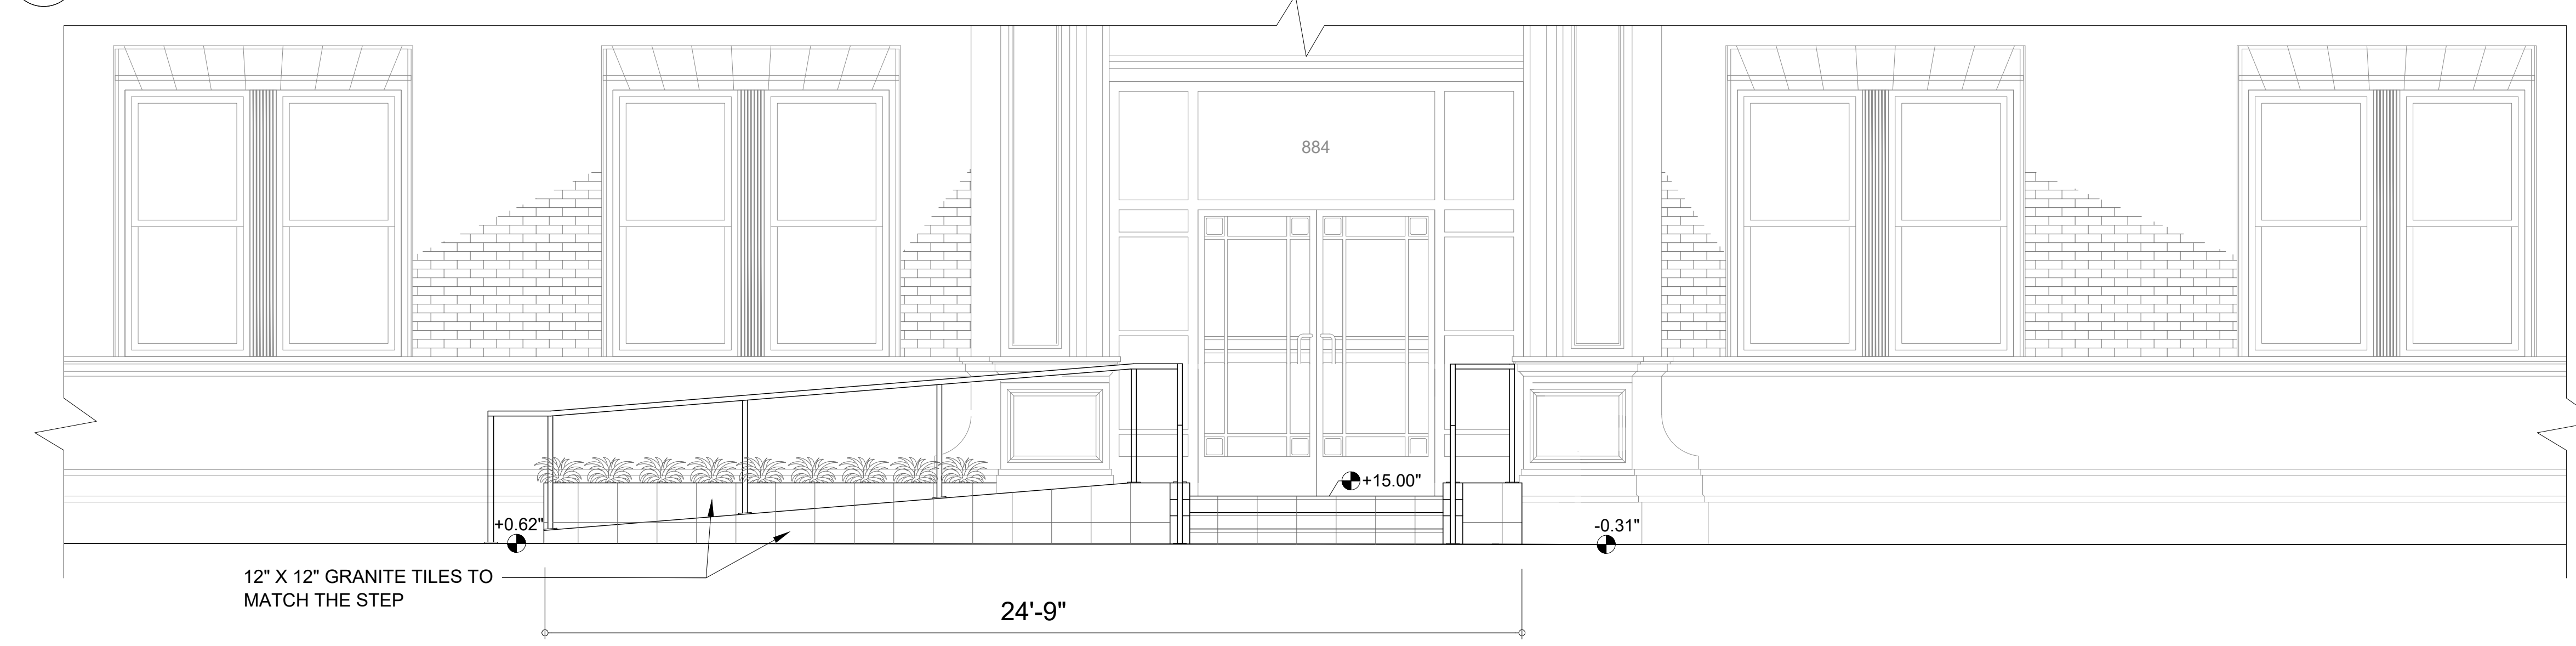 884
+15.00"
+0.62"
-0.31"
12" X 12" GRANITE TILES TO
MATCH THE STEP
24'-9"